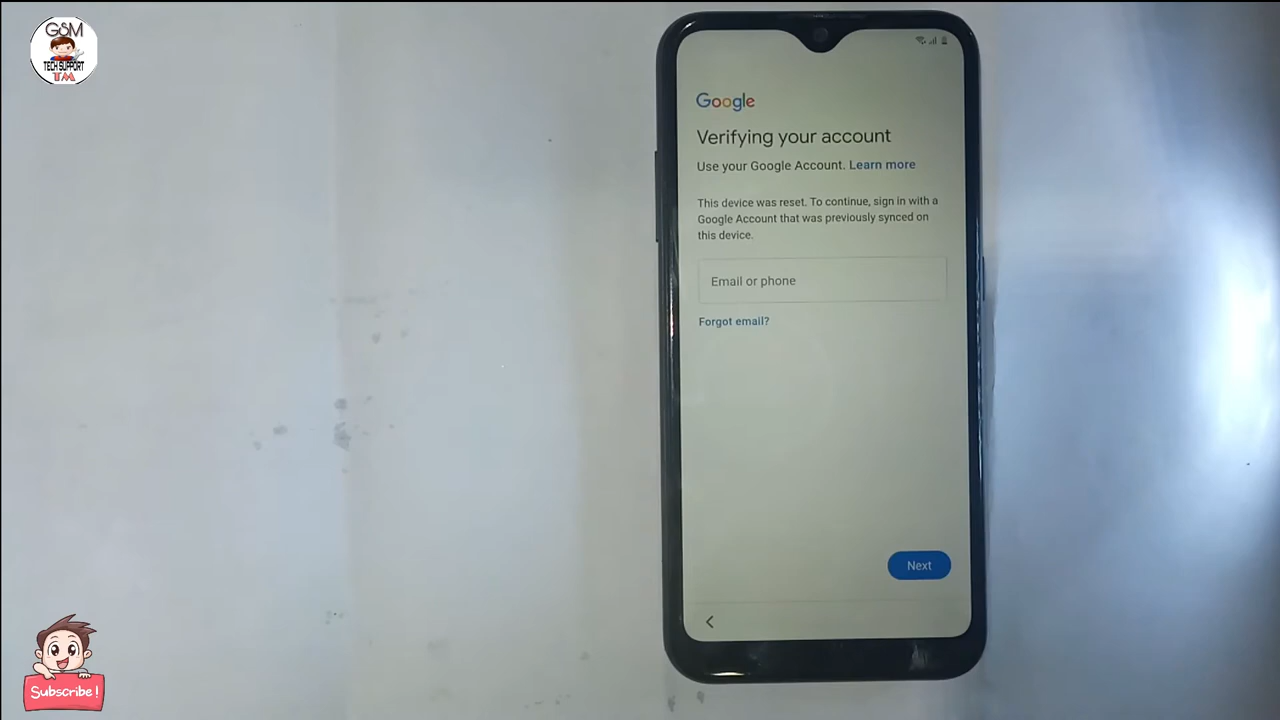 GSM
TECH SUPPORT
TM
Google
Verifying your account
Use your Google Account. Learn more
This device was reset. To continue, sign in with a
Google Account that was previously synced on
this device.
Email or phone
Forgot email?
Next
Subscribe!